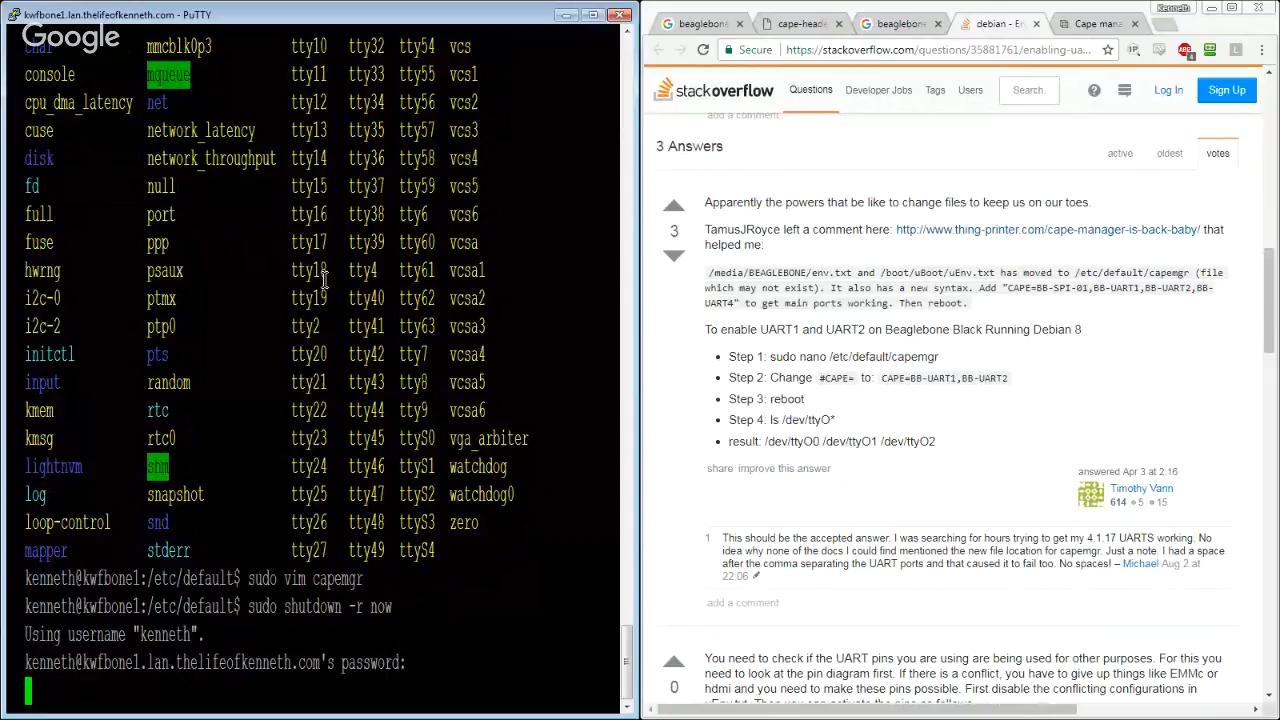 kwfbone1.lan.thelifeofkenneth.com - PuTTY
Google
char mmcblk0p3 tty10 tty32 tty54 vcs
console mqueue tty11 tty33 tty55 vcs1
cpu_dma_latency net tty12 tty34 tty56 vcs2
cuse network_latency tty13 tty35 tty57 vcs3
disk network_throughput tty14 tty36 tty58 vcs4
fd null tty15 tty37 tty59 vcs5
full port tty16 tty38 tty6 vcs6
fuse ppp tty17 tty39 tty60 vcsa
hwrng psaux tty18 tty4 tty61 vcsa1
i2c-0 ptmx tty19 tty40 tty62 vcsa2
i2c-2 ptp0 tty2 tty41 tty63 vcsa3
initctl pts tty20 tty42 tty7 vcsa4
input random tty21 tty43 tty8 vcsa5
kmem rtc tty22 tty44 tty9 vcsa6
kmsg rtc0 tty23 tty45 ttyS0 vga_arbiter
lightnvm shm tty24 tty46 ttyS1 watchdog
log snapshot tty25 tty47 ttyS2 watchdog0
loop-control snd tty26 tty48 ttyS3 zero
mapper stderr tty27 tty49 ttyS4
kenneth@kwfbone1:/etc/default$ sudo vim capemgr
kenneth@kwfbone1:/etc/default$ sudo shutdown -r now
Using username "kenneth".
kenneth@kwfbone1.lan.thelifeofkenneth.com's password:
Kenneth
beaglebone cape-heade beaglebone debian - En Cape mana
Secure https://stackoverflow.com/questions/35881761/enabling-ua...
stackoverflow Questions Developer Jobs Tags Users Search. Log In Sign Up
add a comment
3 Answers active oldest votes
Apparently the powers that be like to change files to keep us on our toes.
3
TamusJRoyce left a comment here: http://www.thing-printer.com/cape-manager-is-back-baby/ that
helped me:
/media/BEAGLEBONE/env.txt and /boot/uBoot/uEnv.txt has moved to /etc/default/capemgr (file
which may not exist). It also has a new syntax. Add "CAPE=BB-SPI-01,BB-UART1,BB-UART2,BB-
UART4" to get main ports working. Then reboot.
To enable UART1 and UART2 on Beaglebone Black Running Debian 8
• Step 1: sudo nano /etc/default/capemgr
• Step 2: Change #CAPE= to: CAPE=BB-UART1,BB-UART2
• Step 3: reboot
• Step 4: ls /dev/ttyO*
• result: /dev/ttyO0 /dev/ttyO1 /dev/ttyO2
share improve this answer
answered Apr 3 at 2:16
Timothy Vann
614 ●5 ●15
1 This should be the accepted answer. I was searching for hours trying to get my 4.1.17 UARTS working. No
idea why none of the docs I could find mentioned the new file location for capemgr. Just a note. I had a space
after the comma separating the UART ports and that caused it to fail too. No spaces! – Michael Aug 2 at
22:06
add a comment
You need to check if the UART pins you are using are being used for other purposes. For this you
0
need to look at the pin diagram first. If there is a conflict, you have to give up things like EMMc or
hdmi and you need to make these pins possible. First disable the conflicting configurations in